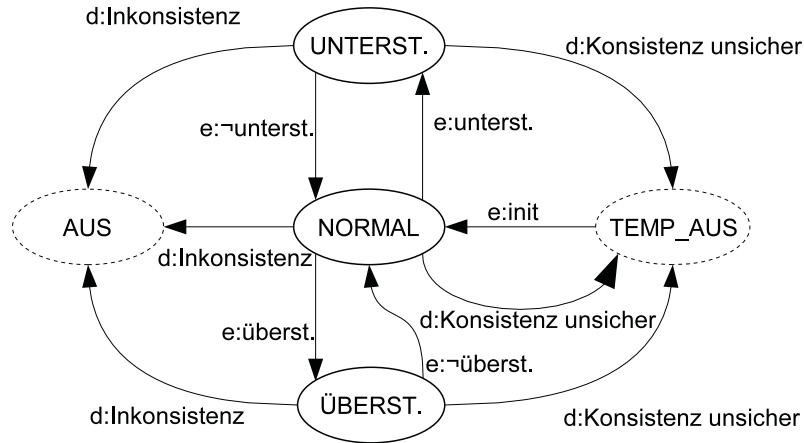 d:Inkonsistenz
UNTERST.
d:Konsistenz unsicher
e:¬unterst.
e:unterst.
AUS
NORMAL
e:init
TEMP_AUS
d:Inkonsistenz
e:überst.
d:Konsistenz unsicher
e:¬überst.
d:Inkonsistenz
ÜBERST.
d:Konsistenz unsicher